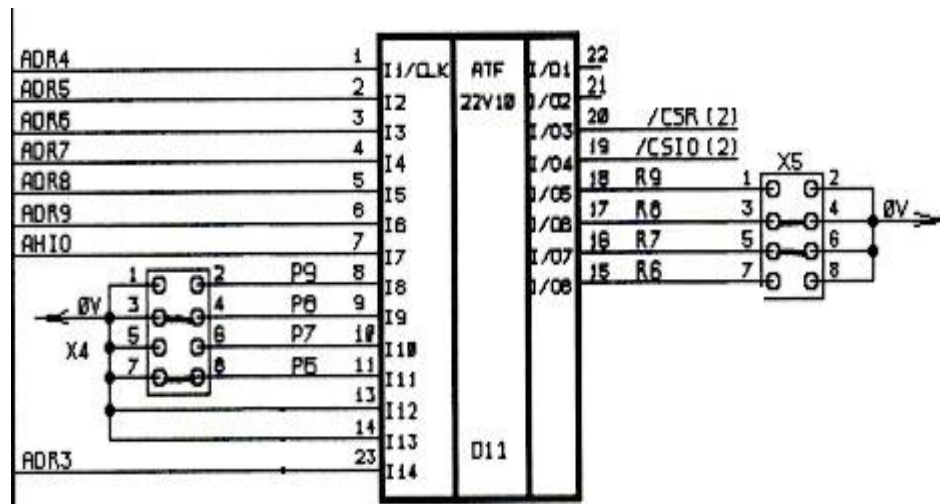 ADR4 1 I1/CLK ATF I/O1 22
ADR5 2 I2 22V10 I/O2 21
ADR6 3 I3 I/O3 20 /CSR (2)
ADR7 4 I4 I/O4 19 /CSIO (2)
X5
ADR8 5 I5 I/O5 18 R9 1 2
ADR9 6 I6 I/O6 17 R8 3 4 0V
AHIO 7 I7 I/O7 16 R7 5 6
1 2 P9 8 I8 I/O8 15 R6 7 8
0V 3 4 P8 9 I9
X4 5 6 P7 10 I10
7 8 P6 11 I11
13 I12
14 I13 D11
ADR3 23 I14